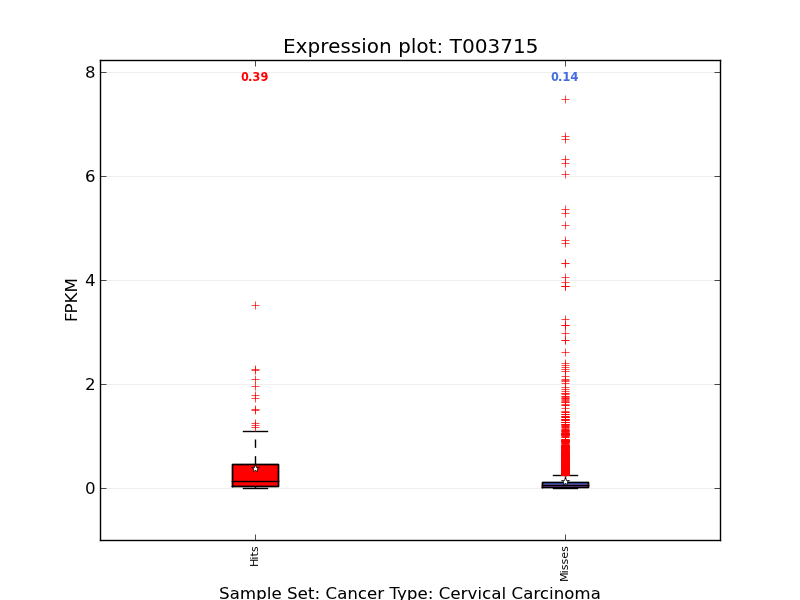 Expression plot: T003715
0.39
0.14
8
6
4
2
0
FPKM
Hits
Misses
Sample Set: Cancer Type: Cervical Carcinoma